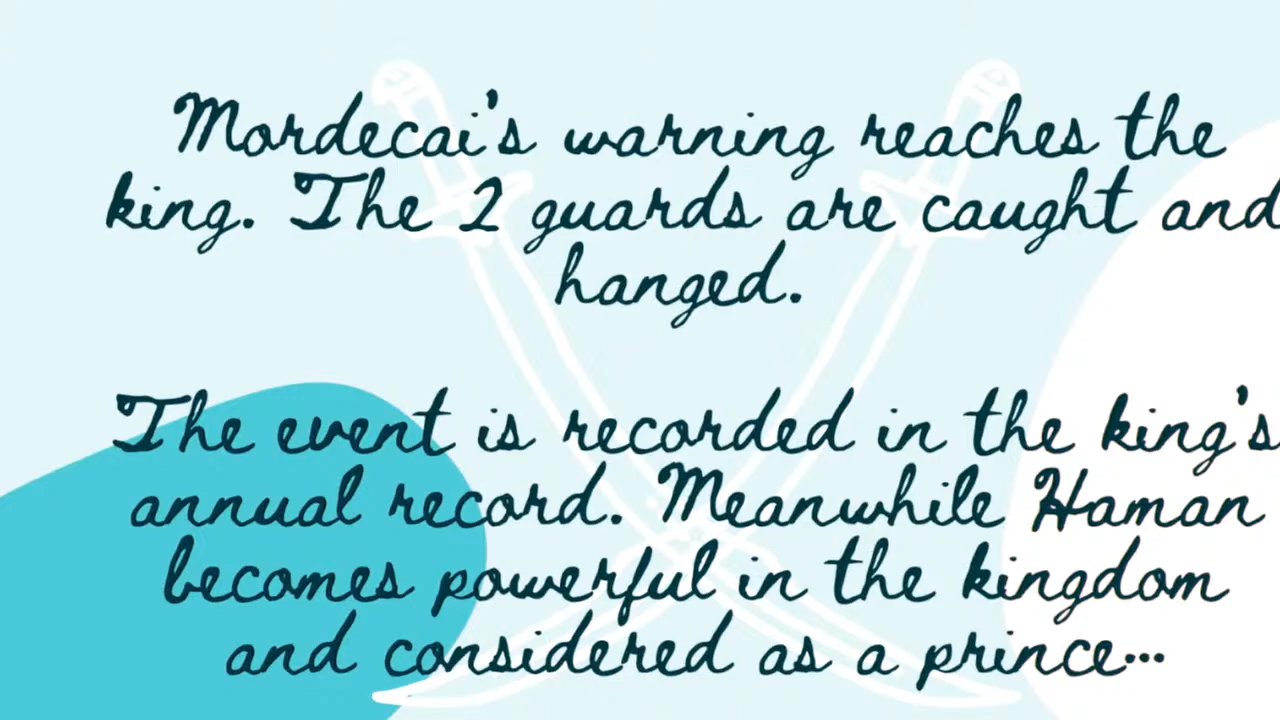 Mordecai's warning reaches the
king. The 2 guards are caught and
hanged.
The event is recorded in the king's
annual record. Meanwhile Haman
becomes powerful in the kingdom
and considered as a prince...